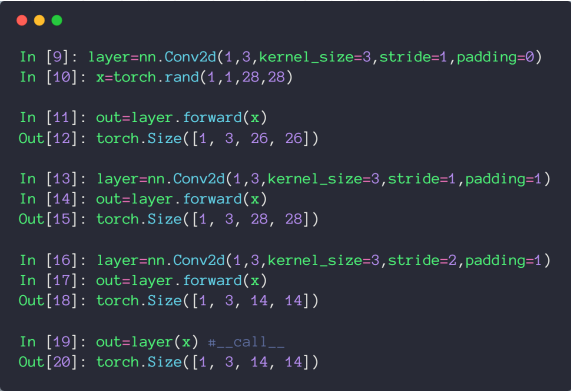 In [9]: layer=nn.Conv2d(1,3,kernel_size=3,stride=1,padding=0)
In [10]: x=torch.rand(1,1,28,28)
In [11]: out=layer.forward(x)
Out[12]: torch.Size([1, 3, 26, 26])
In [13]: layer=nn.Conv2d(1,3,kernel_size=3,stride=1,padding=1)
In [14]: out=layer.forward(x)
Out[15]: torch.Size([1, 3, 28, 28])
In [16]: layer=nn.Conv2d(1,3,kernel_size=3,stride=2,padding=1)
In [17]: out=layer.forward(x)
Out[18]: torch.Size([1, 3, 14, 14])
In [19]: out=layer(x) #__call__
Out[20]: torch.Size([1, 3, 14, 14])